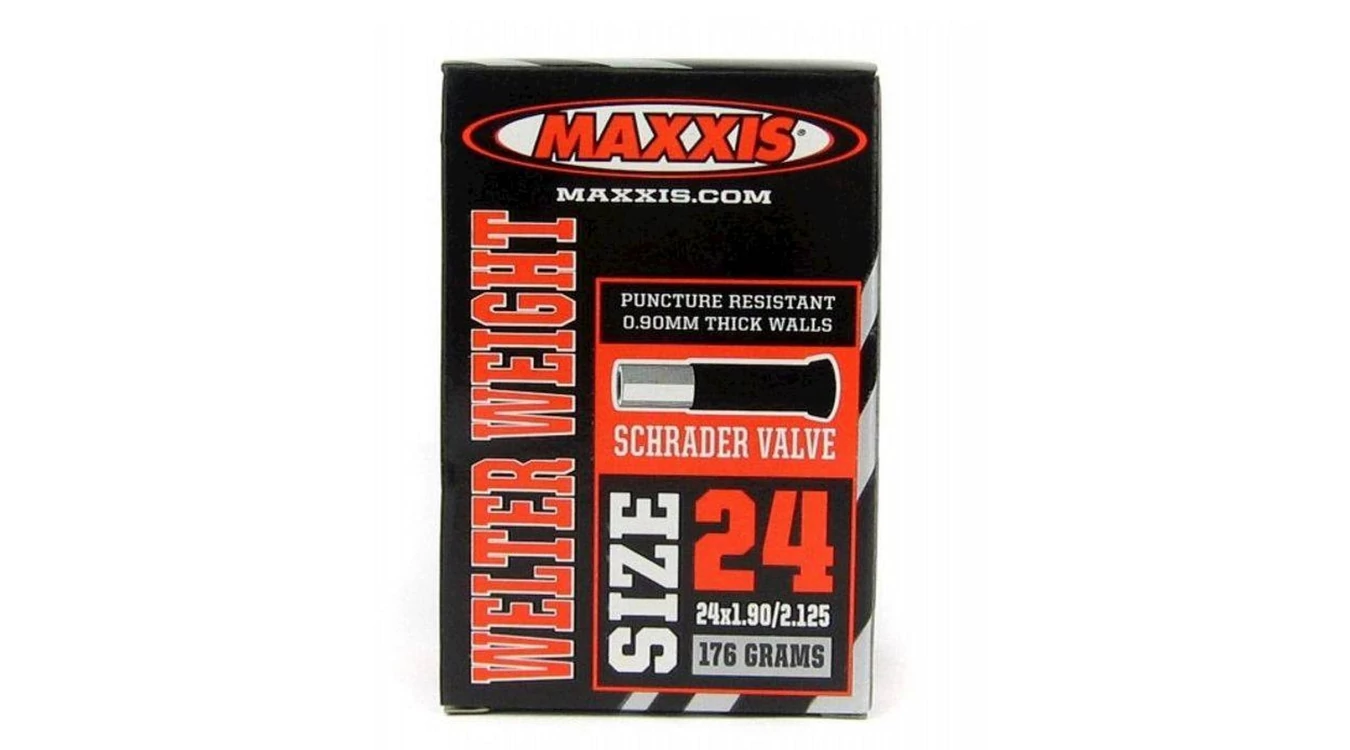 MAXXIS®
MAXXIS.COM
WELTER WEIGHT
PUNCTURE RESISTANT
0.90MM THICK WALLS
SCHRADER VALVE
SIZE
24
24x1.90/2.125
176 GRAMS